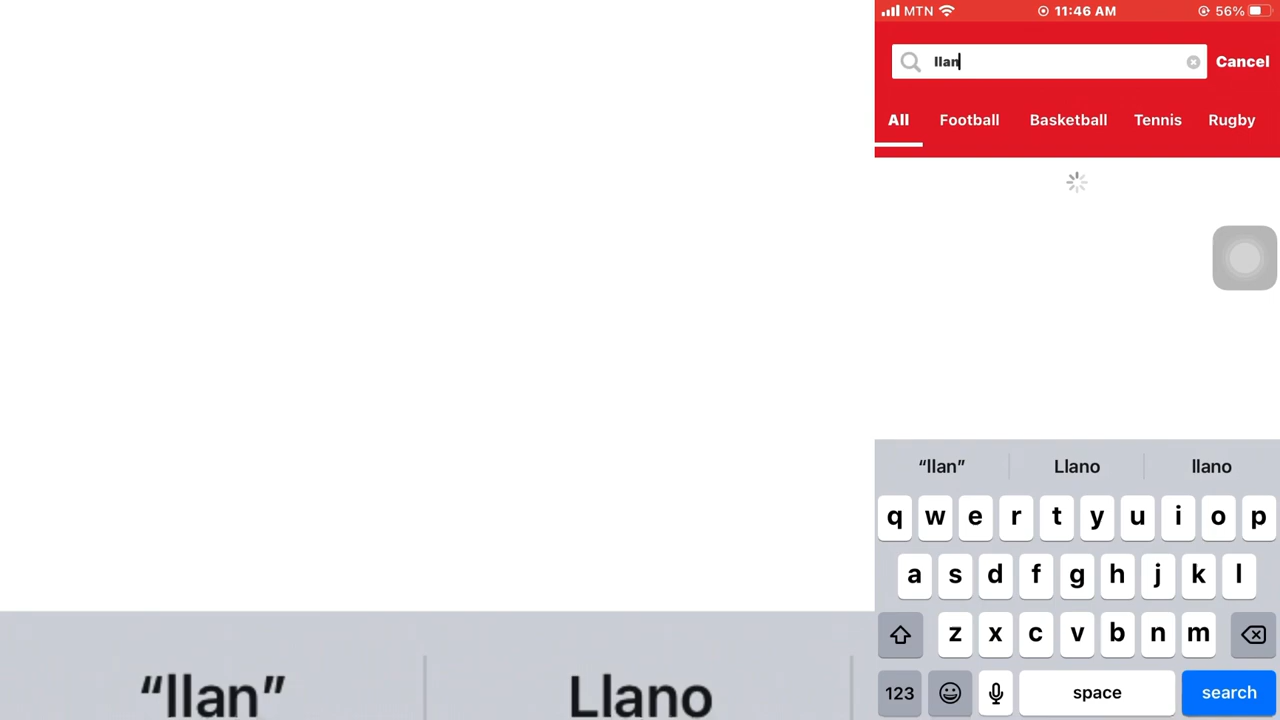 MTN 11:46 AM 56%
llan Cancel
All Football Basketball Tennis Rugby
“llan” Llano llano
q w e r t y u i o p
a s d f g h j k l
z x c v b n m
123 space search
“llan” Llano